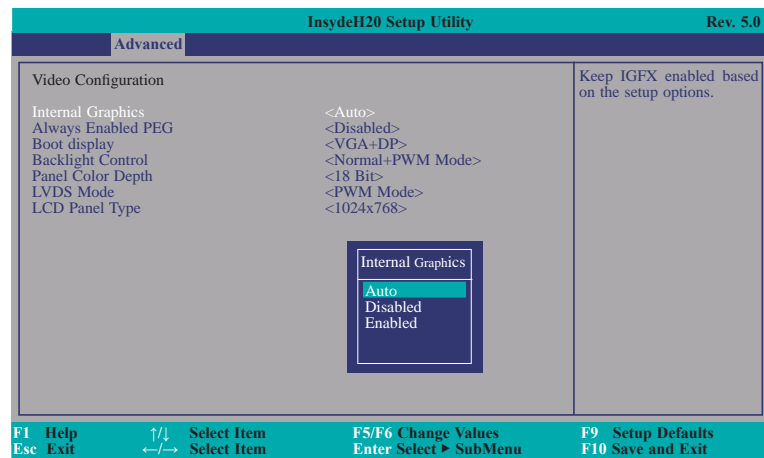 InsydeH20 Setup Utility Rev. 5.0
Advanced
Video Configuration
Internal Graphics <Auto>
Always Enabled PEG <Disabled>
Boot display <VGA+DP>
Backlight Control <Normal+PWM Mode>
Panel Color Depth <18 Bit>
LVDS Mode <PWM Mode>
LCD Panel Type <1024x768>
Keep IGFX enabled based
on the setup options.
Internal Graphics
Auto
Disabled
Enabled
F1 Help ↑/↓ Select Item F5/F6 Change Values F9 Setup Defaults
Esc Exit ←/→ Select Item Enter Select ► SubMenu F10 Save and Exit